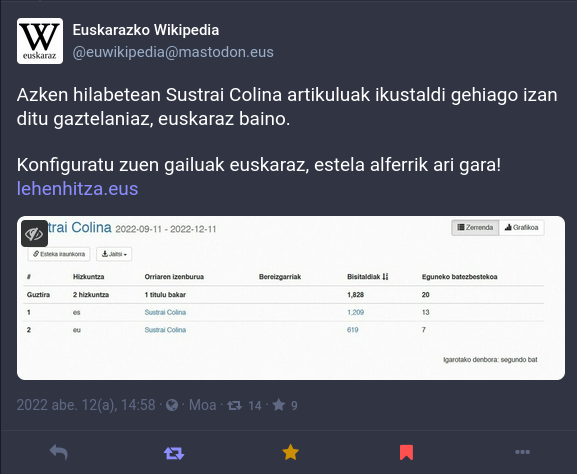 W
euskaraz
Euskarazko Wikipedia
@euwikipedia@mastodon.eus
Azken hilabetean Sustrai Colina artikuluak ikustaldi gehiago izan
ditu gaztelaniaz, euskaraz baino.
Konfiguratu zuen gailuak euskaraz, estela alferrik ari gara!
lehenhitza.eus
trai Colina 2022-09-11 - 2022-12-11
Zerrenda Grafikoa
Esteka iraunkorra Jaitsi
# Hizkuntza Orriaren izenburua Bereizgarriak Bisitaldiak Eguneko batezbestekoa
Guztira 2 hizkuntza 1 titulu bakar 1,828 20
1 es Sustrai Colina 1,209 13
2 eu Sustrai Colina 619 7
Igarotako denbora: segundo bat
2022 abe. 12(a), 14:58 · Moa · 14 · 9